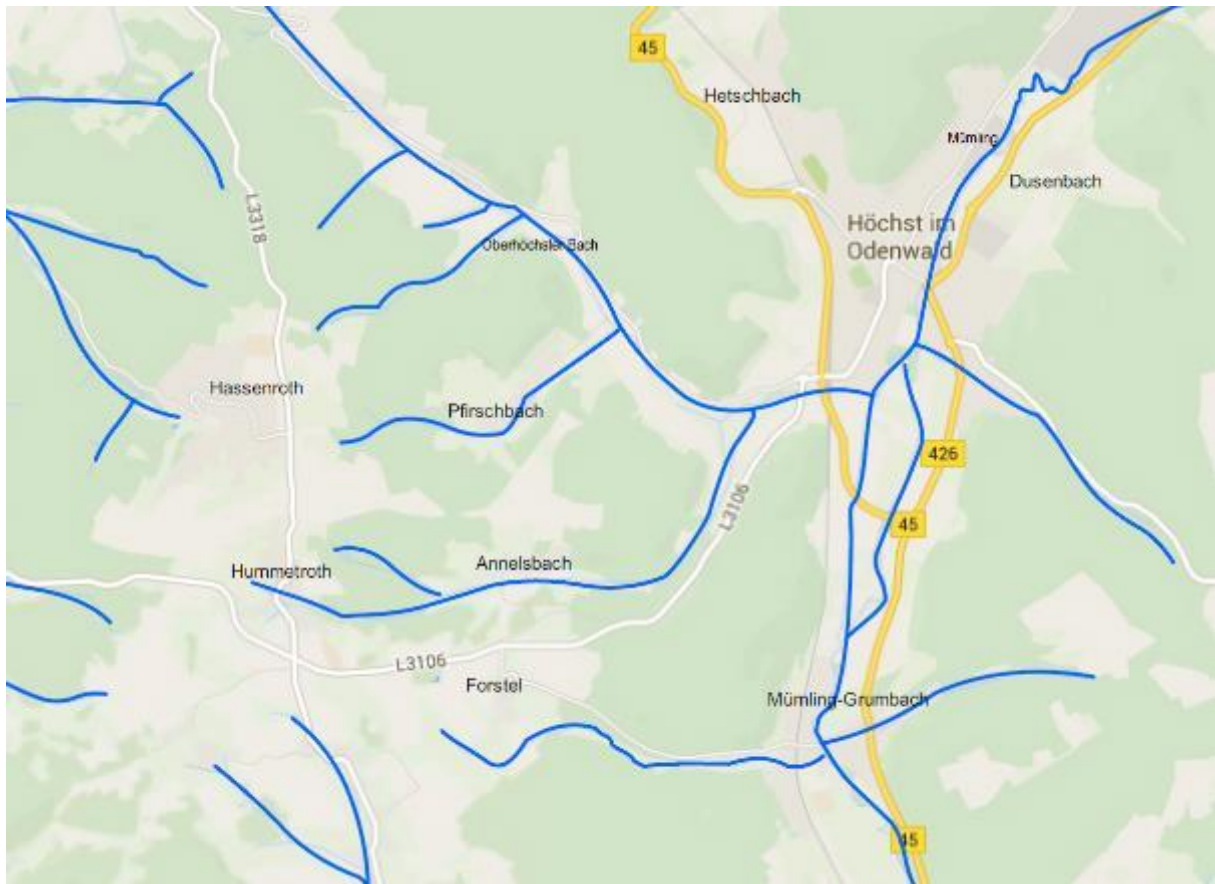 45
Hetschbach
Mümling
Dusenbach
L3318
Höchst im
Odenwald
Oberhöchster Bach
Hassenroth
Pfirschbach
426
L3106
45
Hummetroth
Annelsbach
L3106
Forstel
Mümling-Grumbach
45